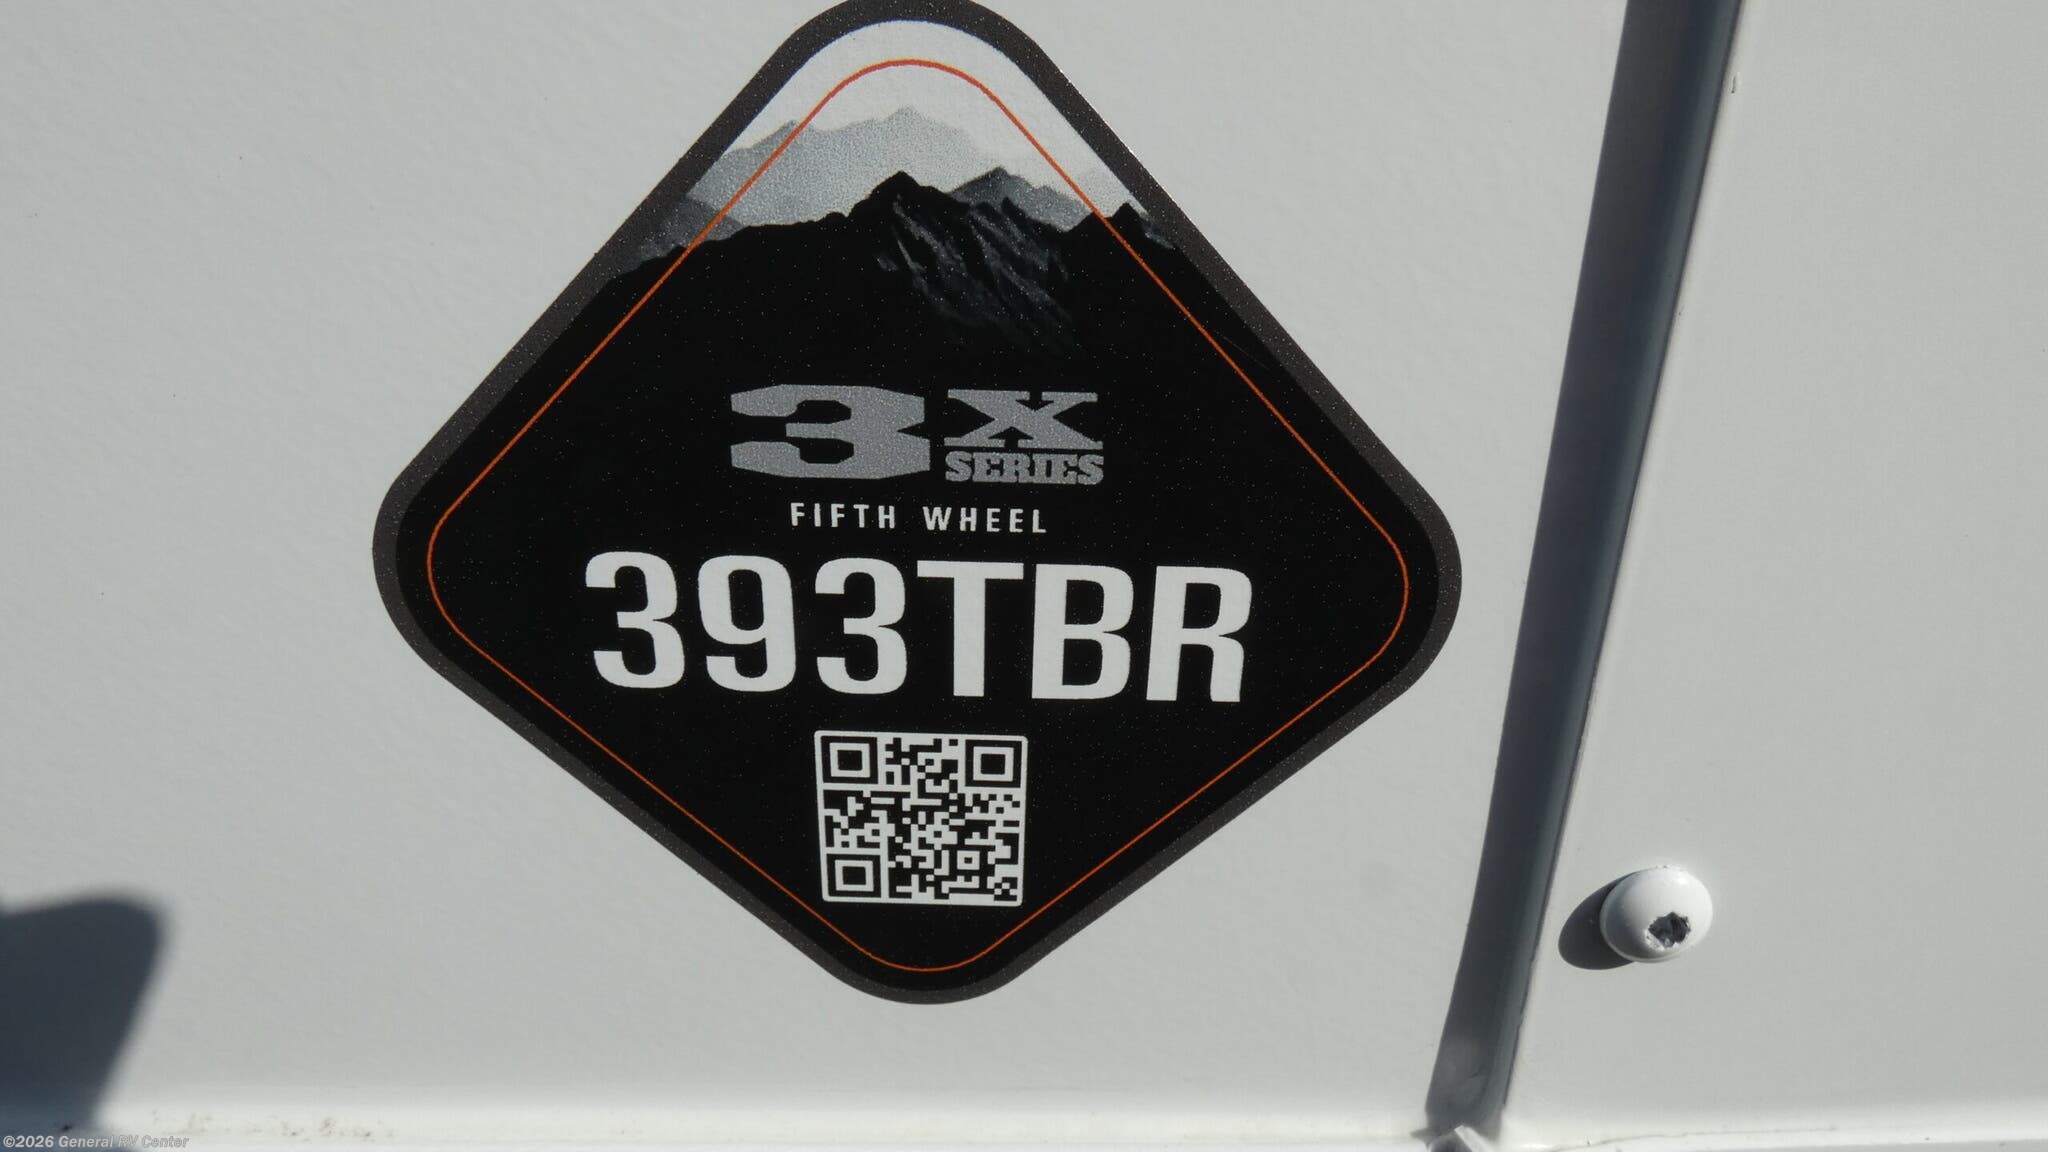 3X
SERIES
FIFTH WHEEL
393TBR
©2026 General RV Center